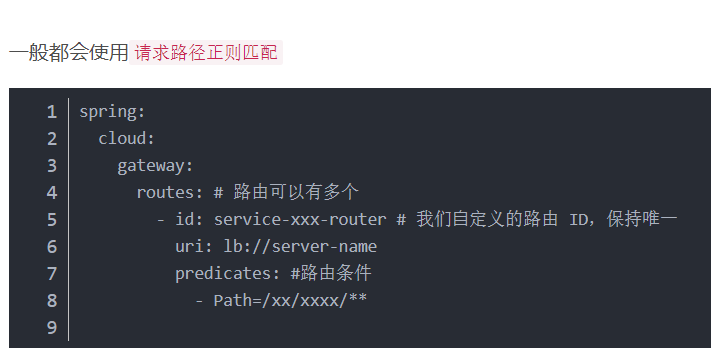 一般都会使用 请求路径正则匹配
1 spring:
2   cloud:
3     gateway:
4       routes: # 路由可以有多个
5         - id: service-xxx-router # 我们自定义的路由 ID，保持唯一
6           uri: lb://server-name
7           predicates: #路由条件
8             - Path=/xx/xxxx/**
9